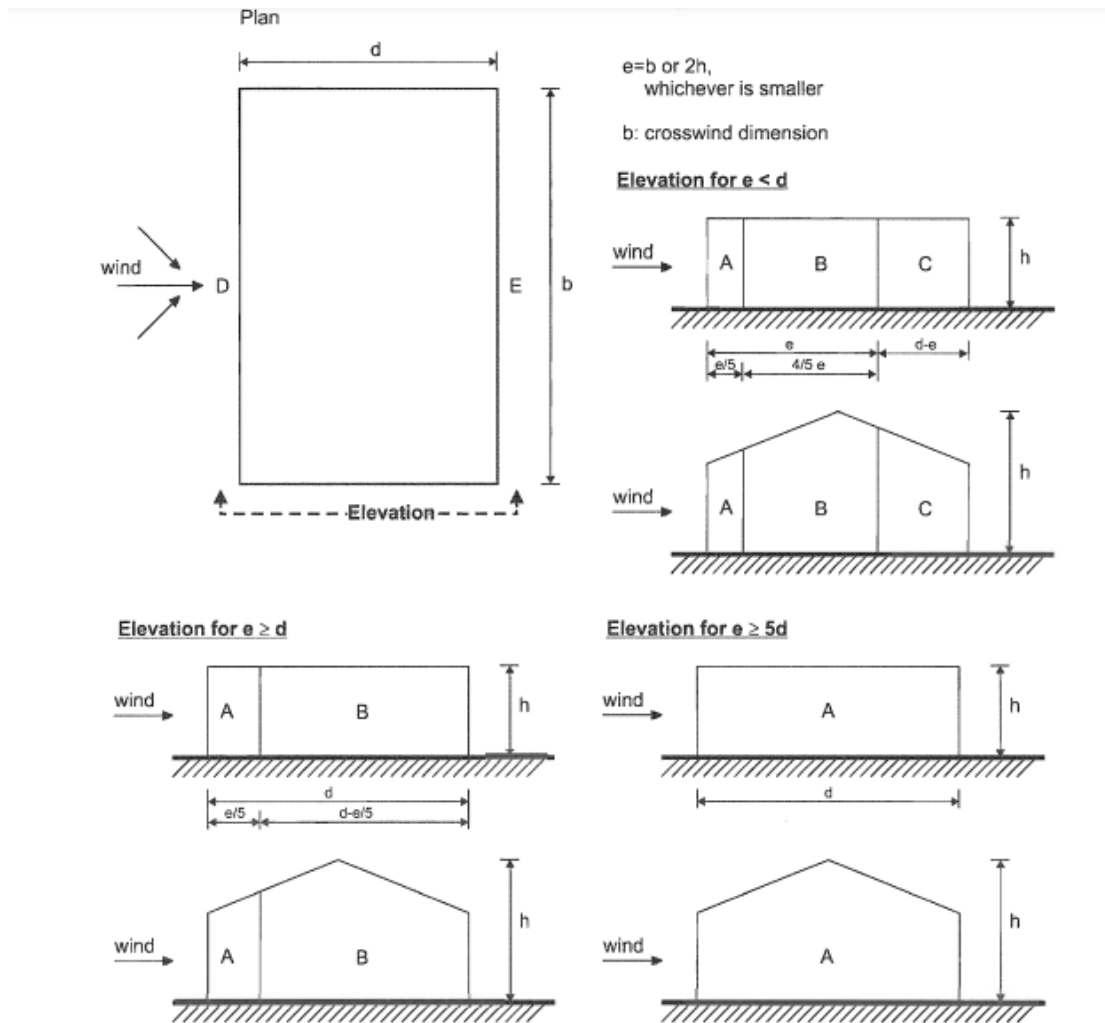 Plan
d
e=b or 2h,
whichever is smaller
b: crosswind dimension
wind
D
E
b
Elevation
Elevation for e < d
wind
A
B
C
h
e
d-e
e/5
4/5 e
wind
A
B
C
h
Elevation for e ≥ d
wind
A
B
h
d
e/5
d-e/5
wind
A
B
h
Elevation for e ≥ 5d
wind
A
h
d
wind
A
h